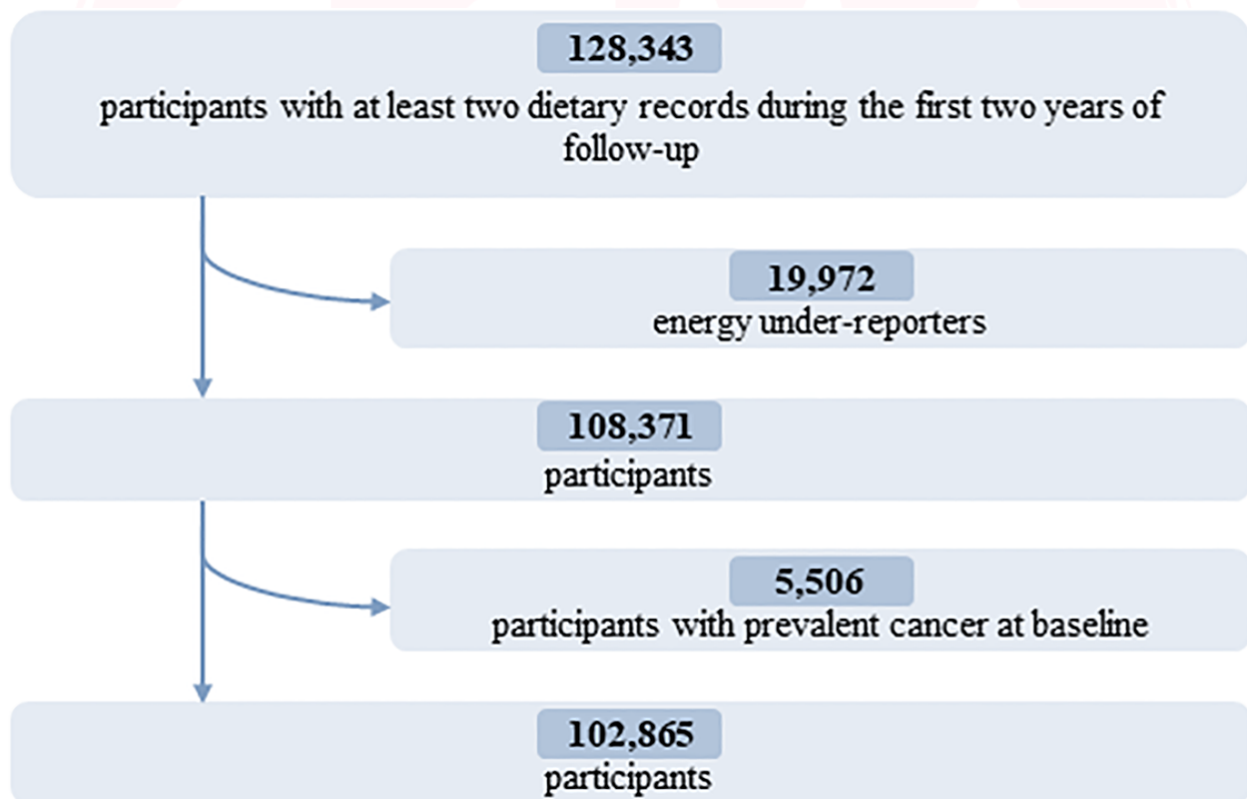 128,343
participants with at least two dietary records during the first two years of
follow-up
19,972
energy under-reporters
108,371
participants
5,506
participants with prevalent cancer at baseline
102,865
participants